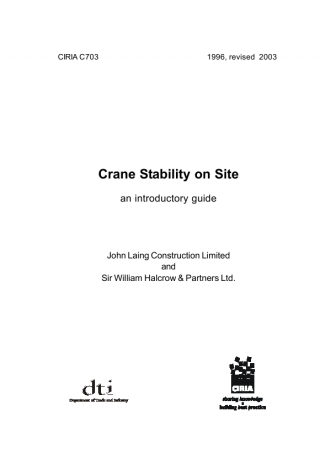 CIRIA C703 1996, revised 2003
Crane Stability on Site
an introductory guide
John Laing Construction Limited
and
Sir William Halcrow & Partners Ltd.
dti
Department of Trade and Industry
CIRIA
sharing knowledge
building best practice